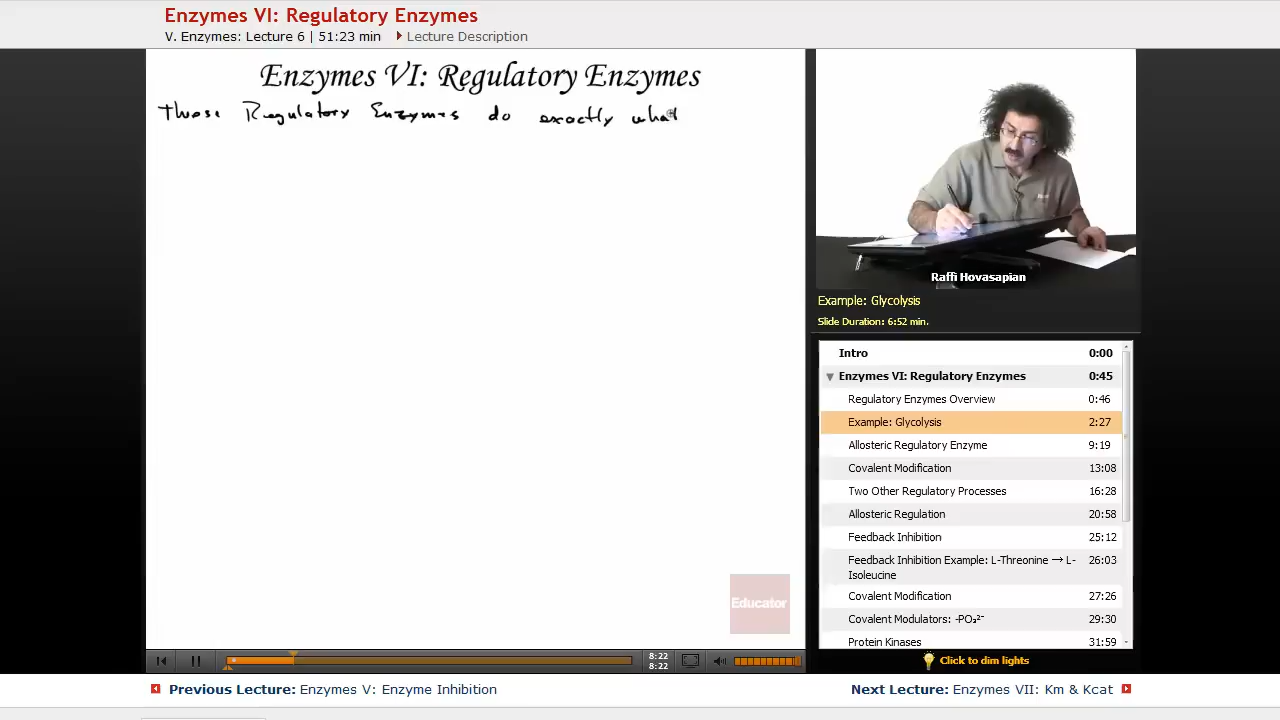 Enzymes VI: Regulatory Enzymes
V. Enzymes: Lecture 6 | 51:23 min
Lecture Description
Enzymes VI: Regulatory Enzymes
Those Regulatory Enzymes do exactly what
Educator
Raffi Hovasapian
Example: Glycolysis
Slide Duration: 6:52 min.
Intro 0:00
Enzymes VI: Regulatory Enzymes 0:45
Regulatory Enzymes Overview 0:46
Example: Glycolysis 2:27
Allosteric Regulatory Enzyme 9:19
Covalent Modification 13:08
Two Other Regulatory Processes 16:28
Allosteric Regulation 20:58
Feedback Inhibition 25:12
Feedback Inhibition Example: L-Threonine → L-
Isoleucine 26:03
Covalent Modification 27:26
Covalent Modulators: -PO₃²⁻ 29:30
Protein Kinases 31:59
8:22
8:22
Click to dim lights
Previous Lecture: Enzymes V: Enzyme Inhibition
Next Lecture: Enzymes VII: Km & Kcat